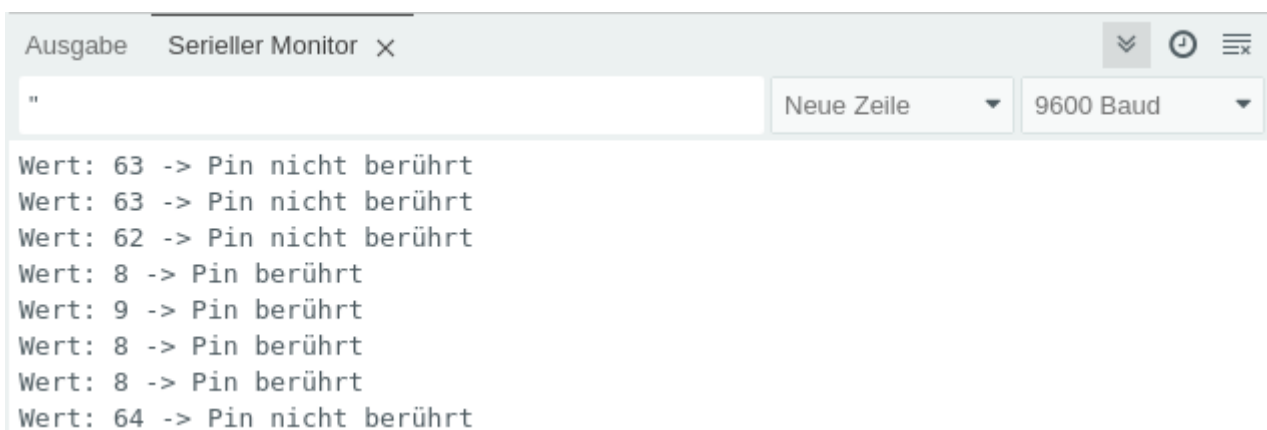 Ausgabe Serieller Monitor ×
" Neue Zeile 9600 Baud
Wert: 63 -> Pin nicht berührt
Wert: 63 -> Pin nicht berührt
Wert: 62 -> Pin nicht berührt
Wert: 8 -> Pin berührt
Wert: 9 -> Pin berührt
Wert: 8 -> Pin berührt
Wert: 8 -> Pin berührt
Wert: 64 -> Pin nicht berührt